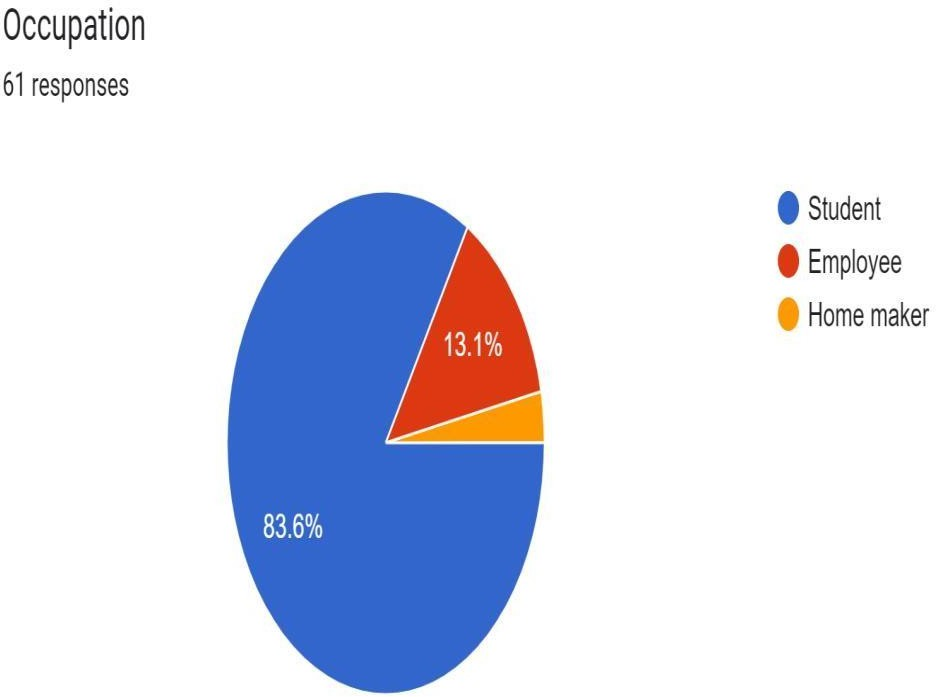 Occupation
61 responses
Student
Employee
Home maker
13.1%
83.6%